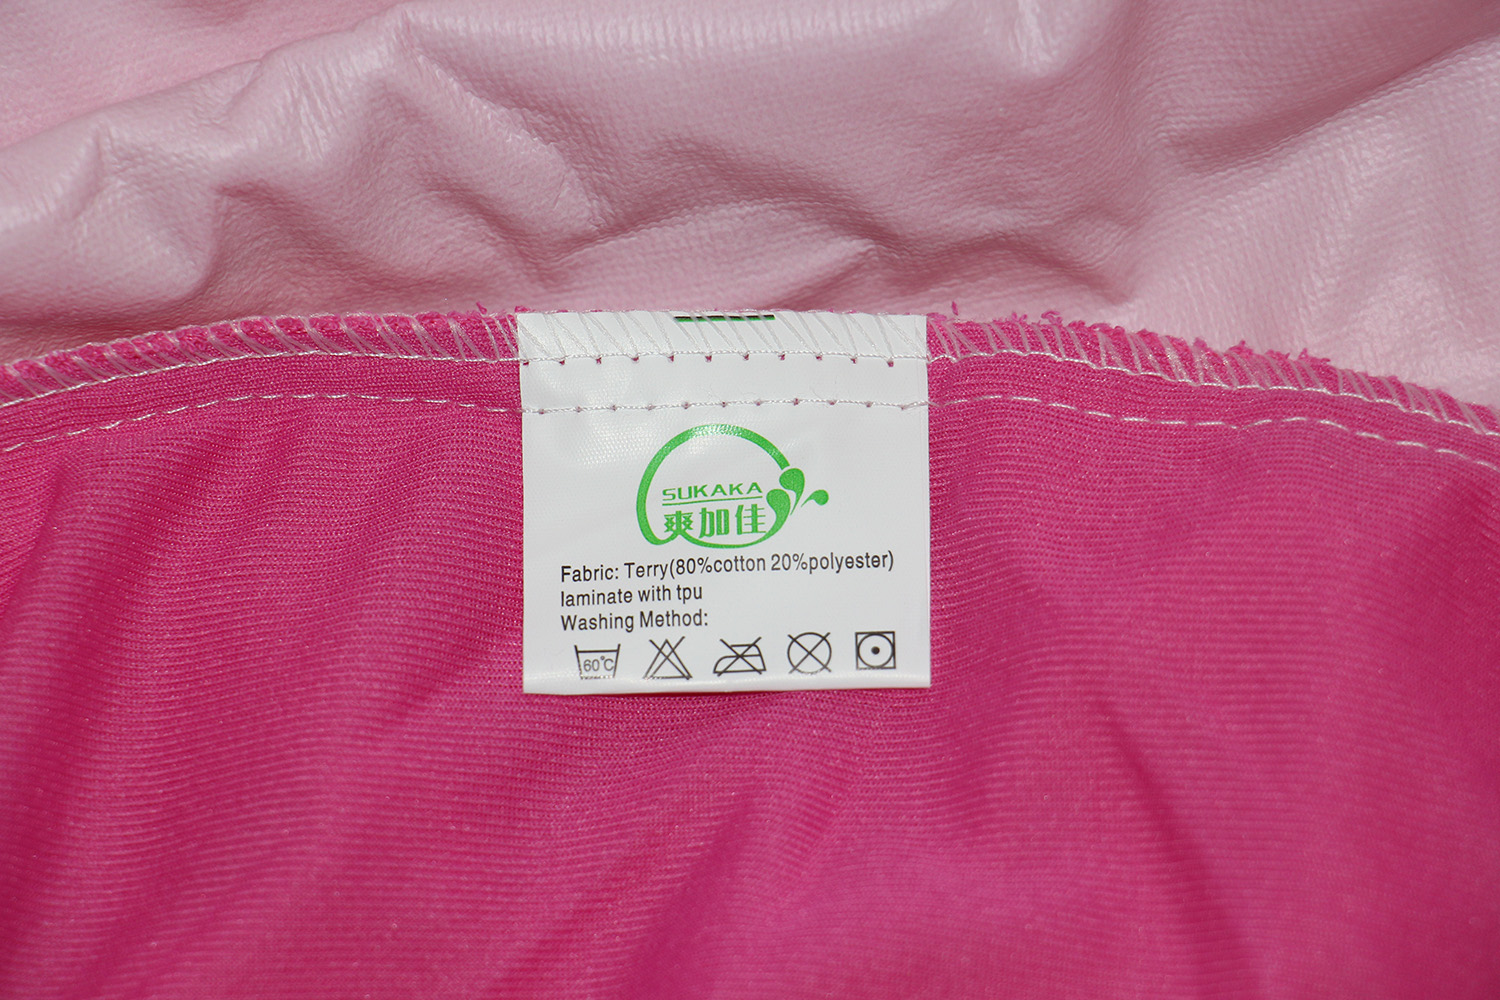 SUKAKA
爽加佳
Fabric: Terry(80%cotton 20%polyester)
laminate with tpu
Washing Method:
60°C